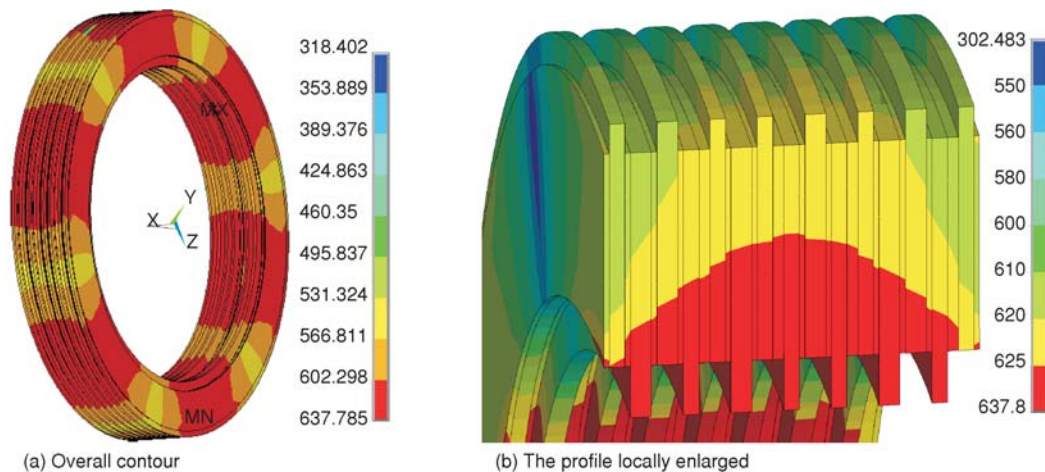 318.402
353.889
389.376
424.863
460.35
495.837
531.324
566.811
602.298
637.785
MX
Y
X
Z
MN
(a) Overall contour
302.483
550
560
580
600
610
620
625
637.8
(b) The profile locally enlarged